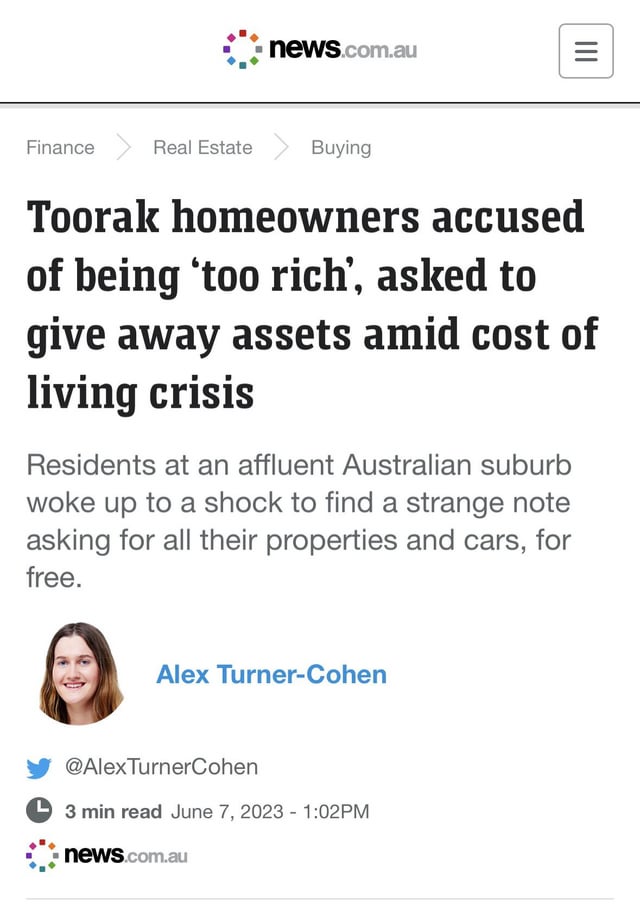 news.com.au
Finance > Real Estate > Buying
Toorak homeowners accused
of being ‘too rich’, asked to
give away assets amid cost of
living crisis
Residents at an affluent Australian suburb
woke up to a shock to find a strange note
asking for all their properties and cars, for
free.
Alex Turner-Cohen
@AlexTurnerCohen
3 min read June 7, 2023 - 1:02PM
news.com.au